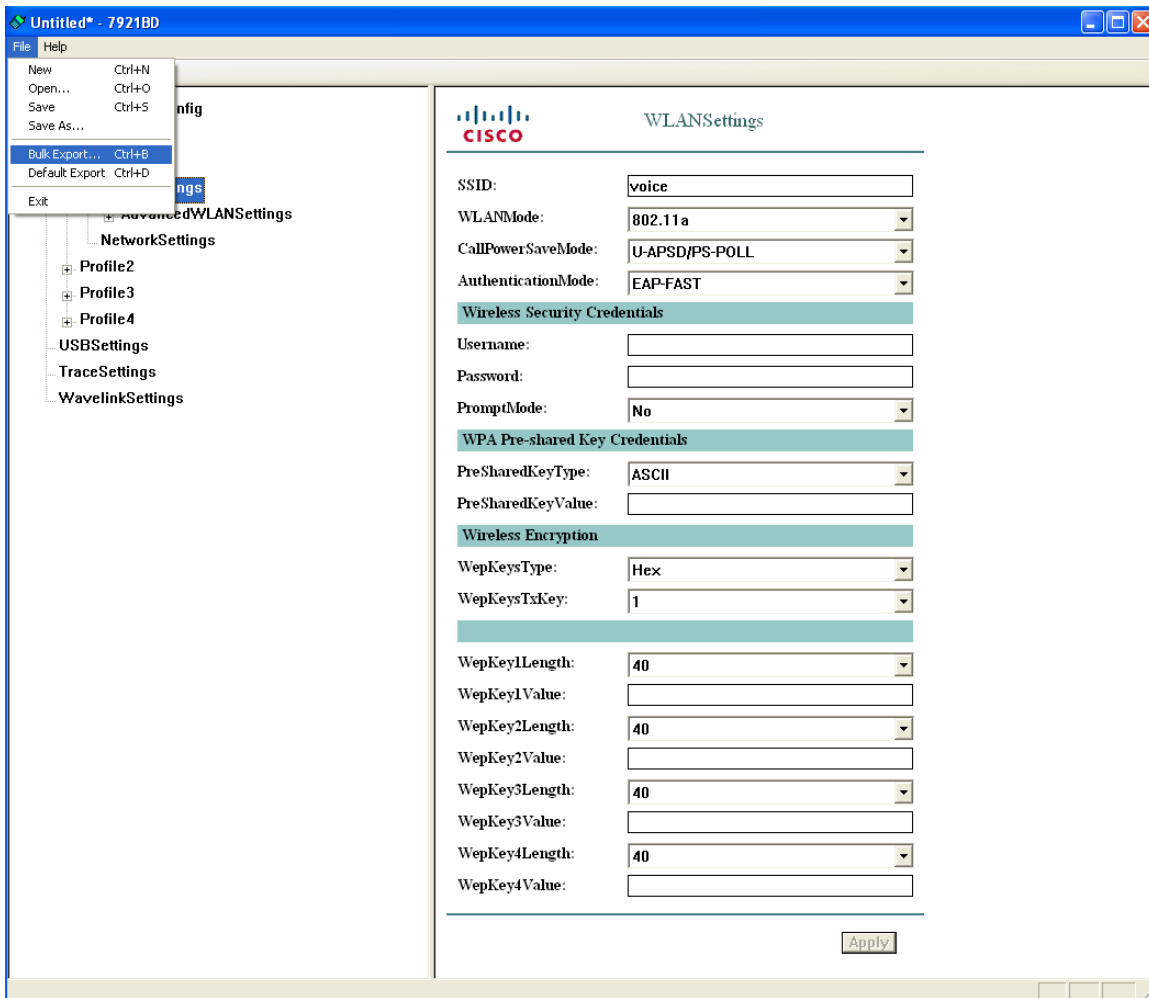 Untitled* - 7921BD
File Help
New Ctrl+N
Open... Ctrl+O
Save Ctrl+S
Save As...
Bulk Export... Ctrl+B
Default Export Ctrl+D
Exit
nfig
ngs
AdvancedWLANSettings
NetworkSettings
Profile2
Profile3
Profile4
USBSettings
TraceSettings
WavelinkSettings
CISCO
WLANSettings
SSID: voice
WLANMode: 802.11a
CallPowerSaveMode: U-APSD/PS-POLL
AuthenticationMode: EAP-FAST
Wireless Security Credentials
Username:
Password:
PromptMode: No
WPA Pre-shared Key Credentials
PreSharedKeyType: ASCII
PreSharedKeyValue:
Wireless Encryption
WepKeysType: Hex
WepKeysTxKey: 1
WepKey1Length: 40
WepKey1Value:
WepKey2Length: 40
WepKey2Value:
WepKey3Length: 40
WepKey3Value:
WepKey4Length: 40
WepKey4Value:
Apply